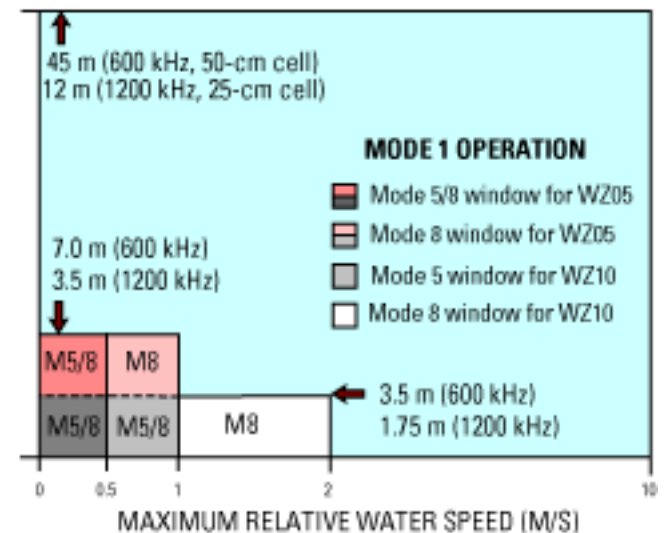 45 m (600 kHz, 50-cm cell)
12 m (1200 kHz, 25-cm cell)
MODE 1 OPERATION
Mode 5/8 window for WZ05
Mode 8 window for WZ05
Mode 5 window for WZ10
Mode 8 window for WZ10
7.0 m (600 kHz)
3.5 m (1200 kHz)
M5/8 M8
3.5 m (600 kHz)
M5/8 M5/8 M8
1.75 m (1200 kHz)
0 0.5 1 2 10
MAXIMUM RELATIVE WATER SPEED (M/S)